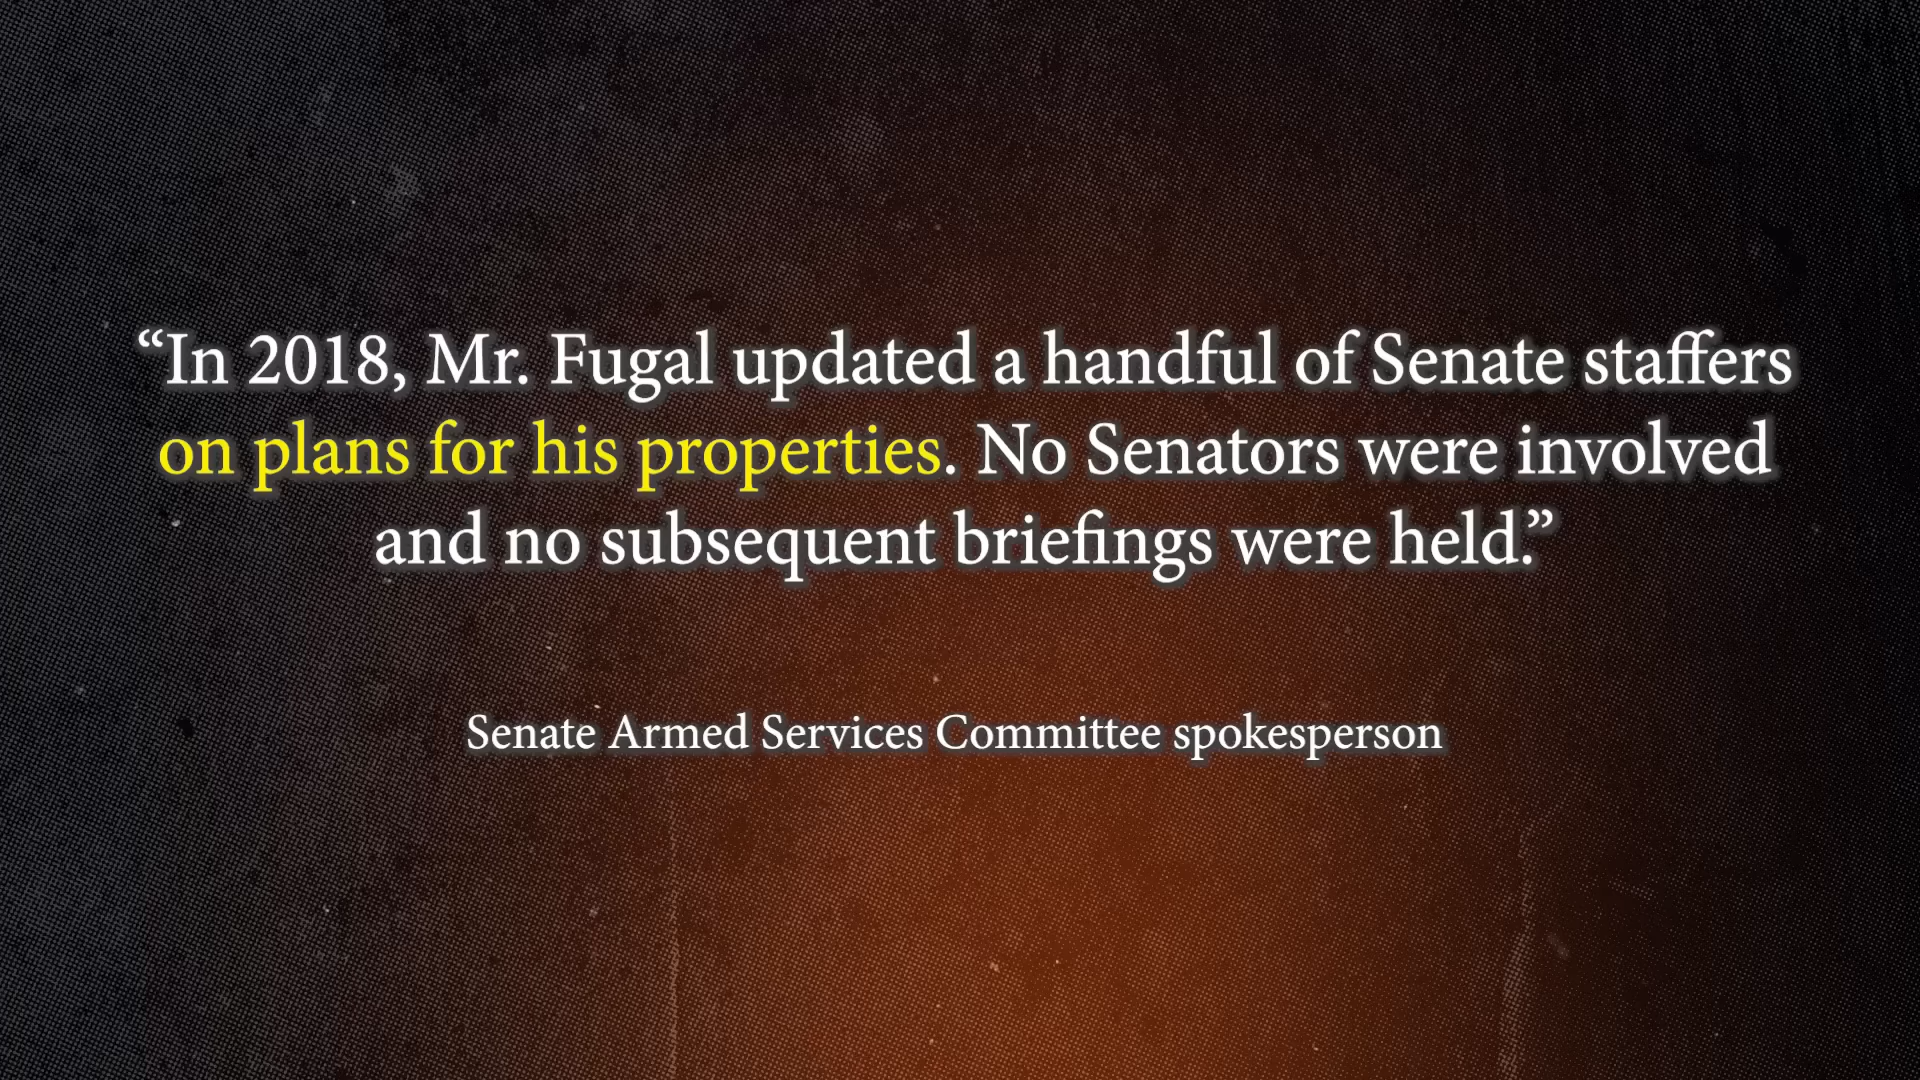 “In 2018, Mr. Fugal updated a handful of Senate staffers
on plans for his properties. No Senators were involved
and no subsequent briefings were held.”
Senate Armed Services Committee spokesperson